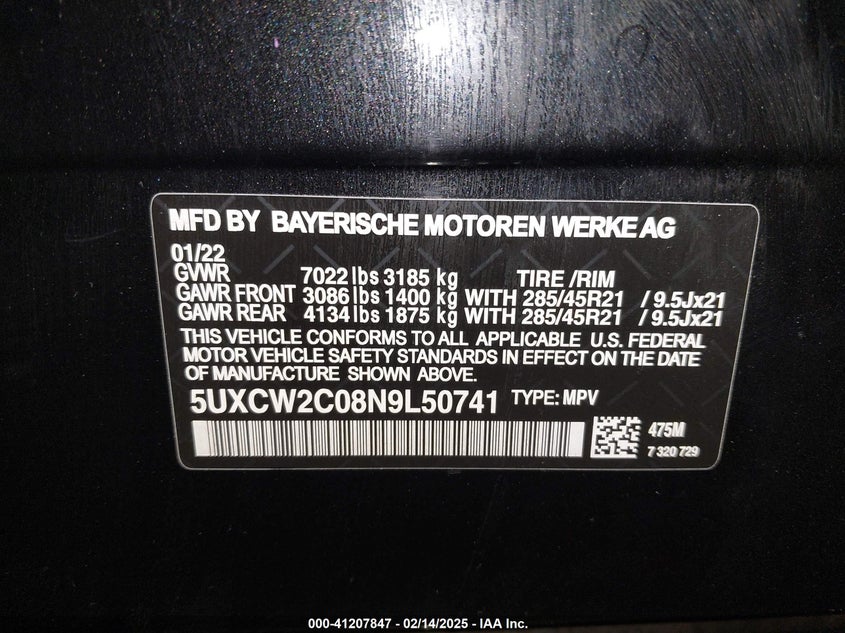 MFD BY BAYERISCHE MOTOREN WERKE AG
01/22
GVWR 7022 lbs 3185 kg TIRE /RIM
GAWR FRONT 3086 lbs 1400 kg WITH 285/45R21 / 9.5Jx21
GAWR REAR 4134 lbs 1875 kg WITH 285/45R21 / 9.5Jx21
THIS VEHICLE CONFORMS TO ALL APPLICABLE U.S. FEDERAL
MOTOR VEHICLE SAFETY STANDARDS IN EFFECT ON THE DATE
OF MANUFACTURE SHOWN ABOVE.
5UXCW2C08N9L50741 TYPE: MPV
475M
7 320 729
000-41207847 - 02/14/2025 - IAA Inc.